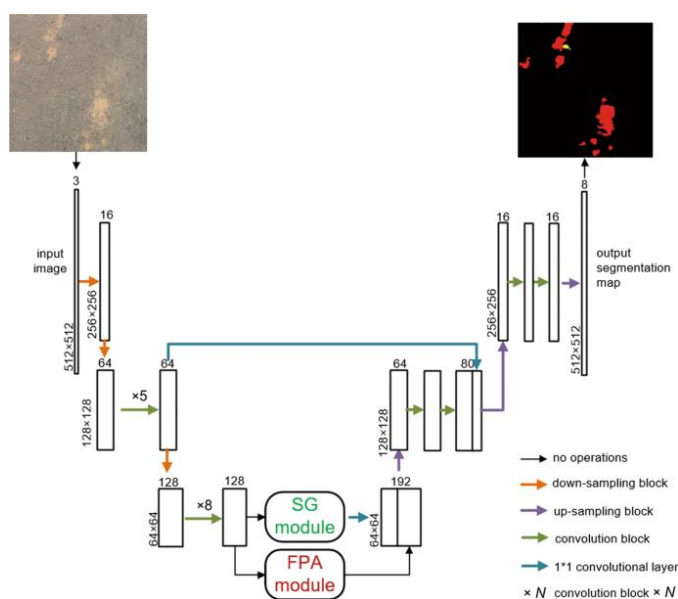 3
16
input
image
512×512
256×256
64
128×128
×5
64
128
64×64
×8
128
SG
module
FPA
module
192
64×64
64
128×128
80
16
16
256×256
8
512×512
output
segmentation
map
no operations
down-sampling block
up-sampling block
convolution block
1*1 convolutional layer
× N convolution block × N